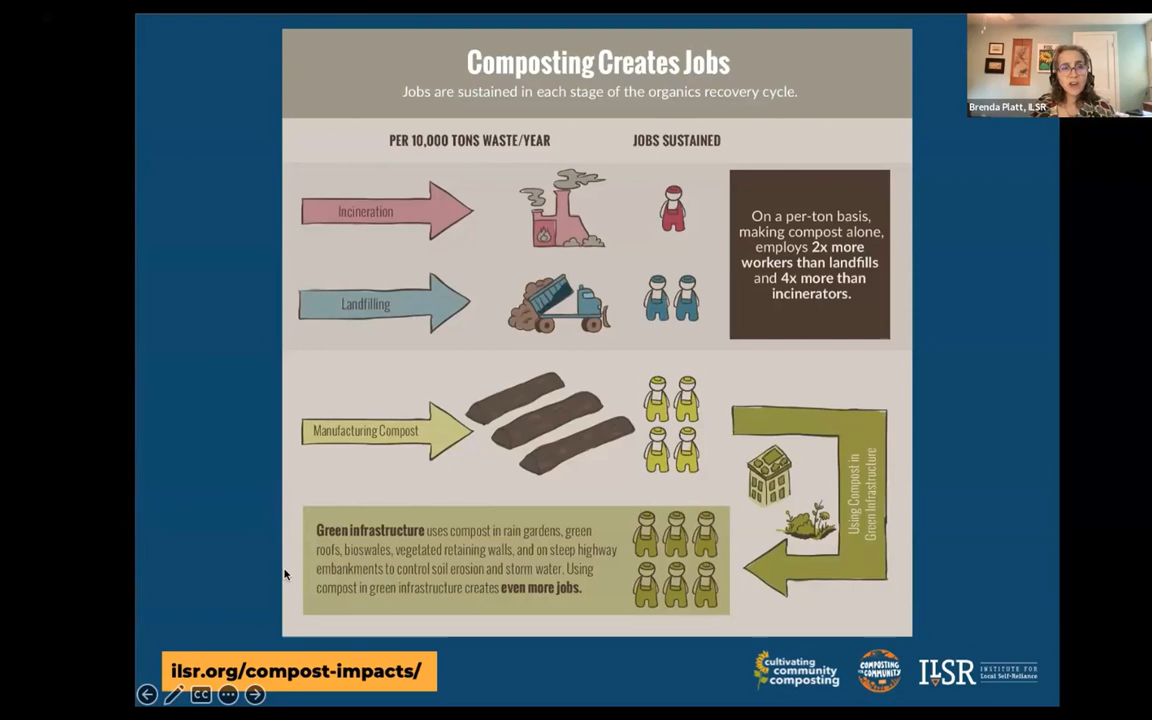 Composting Creates Jobs
Jobs are sustained in each stage of the organics recovery cycle.
PER 10,000 TONS WASTE/YEAR
JOBS SUSTAINED
Incineration
Landfilling
On a per-ton basis,
making compost alone,
employs 2x more
workers than landfills
and 4x more than
incinerators.
Manufacturing Compost
Using Compost in
Green Infrastructure
Green infrastructure uses compost in rain gardens, green
roofs, bioswales, vegetated retaining walls, and on steep highway
embankments to control soil erosion and storm water. Using
compost in green infrastructure creates even more jobs.
ilsr.org/compost-impacts/
CC
cultivating
community
composting
COMPOSTING
COMMUNITY
ILSR
INSTITUTE FOR
Local Self-Reliance
Brenda Platt, ILSR